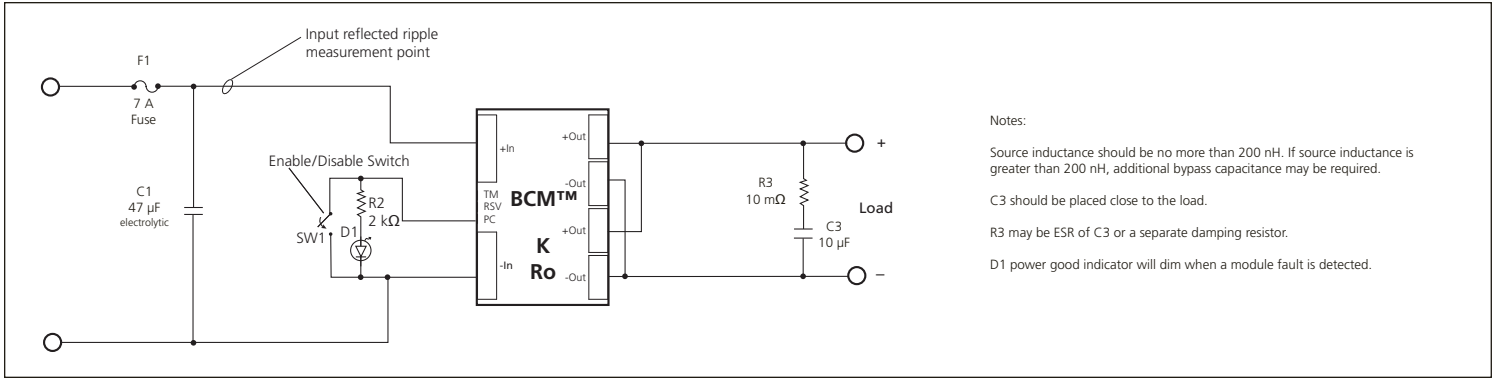 Input reflected ripple
measurement point
F1
7 A
Fuse
C1
47 µF
electrolytic
Enable/Disable Switch
R2
2 kΩ
D1
SW1
+In
TM
RSV
PC
-In
BCM™
K
Ro
+Out
-Out
+Out
-Out
R3
10 mΩ
C3
10 µF
+
Load
–
Notes:
Source inductance should be no more than 200 nH. If source inductance is
greater than 200 nH, additional bypass capacitance may be required.
C3 should be placed close to the load.
R3 may be ESR of C3 or a separate damping resistor.
D1 power good indicator will dim when a module fault is detected.